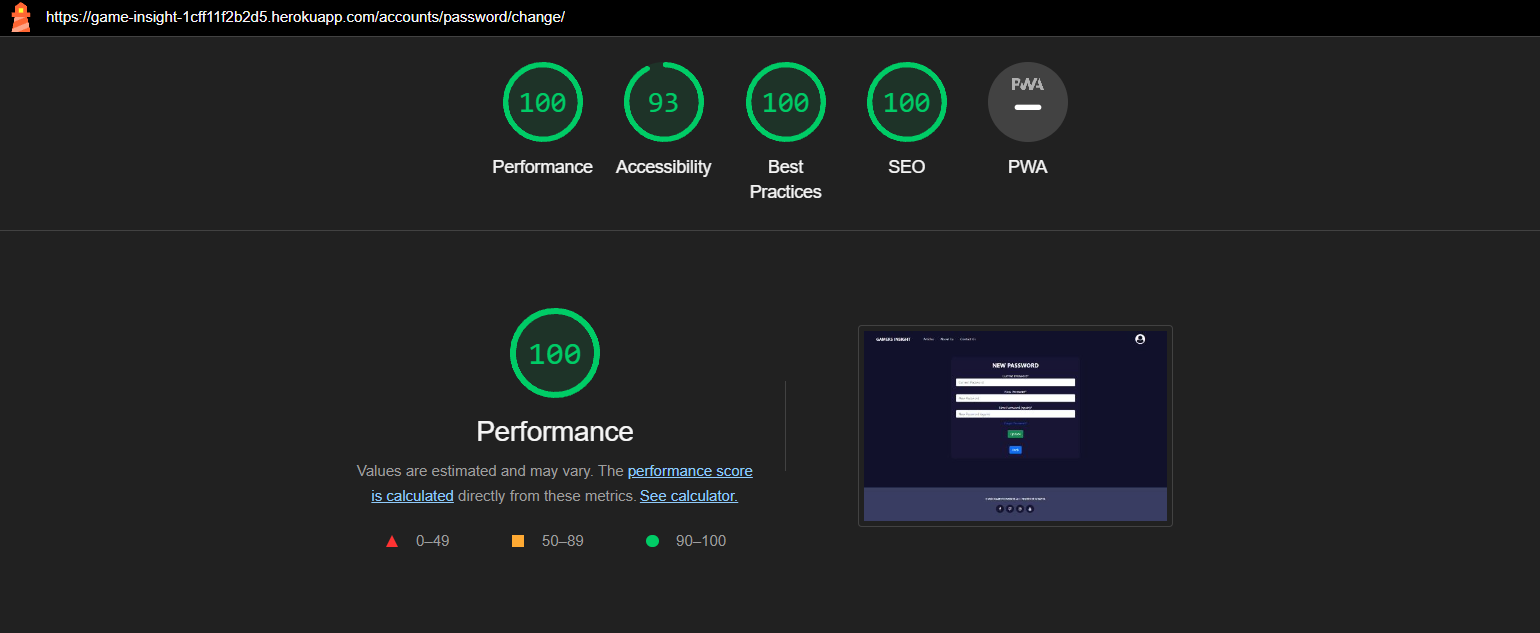 https://game-insight-1cff11f2b2d5.herokuapp.com/accounts/password/change/
100
93
100
100
PWA
Performance
Accessibility
Best
Practices
SEO
PWA
100
Performance
Values are estimated and may vary. The performance score
is calculated directly from these metrics. See calculator.
0–49
50–89
90–100
GAMERS INSIGHT
NEW PASSWORD